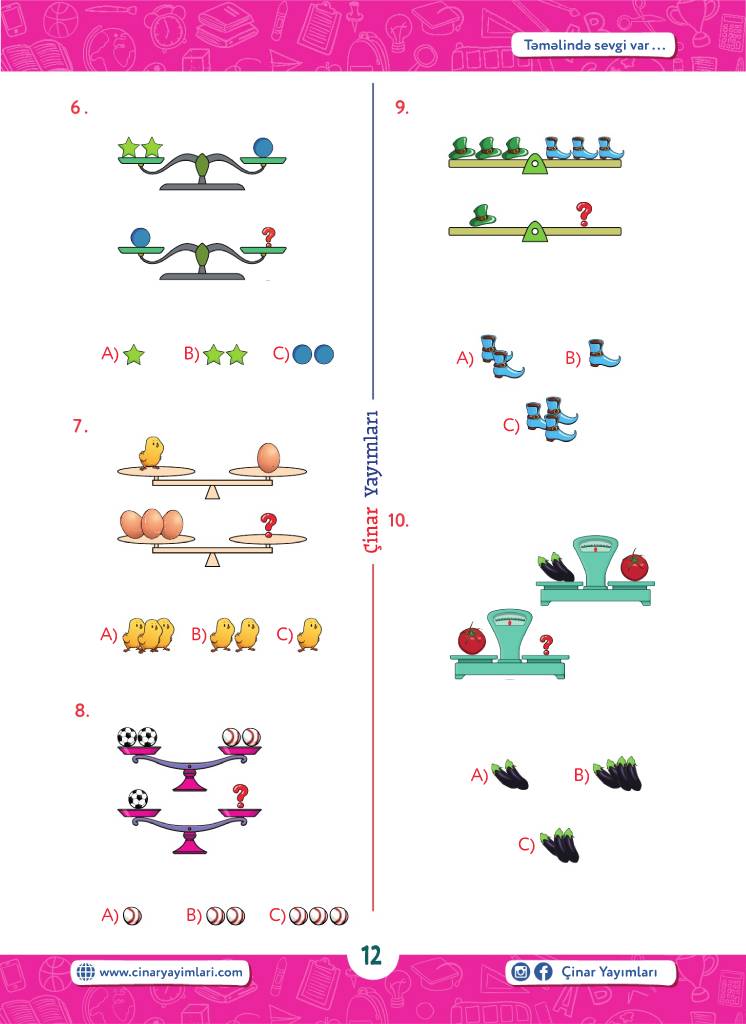 Təməlində sevgi var...
6.
?
A)
B)
C)
7.
?
A)
B)
C)
8.
?
A)
B)
C)
Çinar Yayımları
9.
?
A)
B)
C)
10.
?
A)
B)
C)
www.cinaryayimlari.com
12
Çinar Yayımları